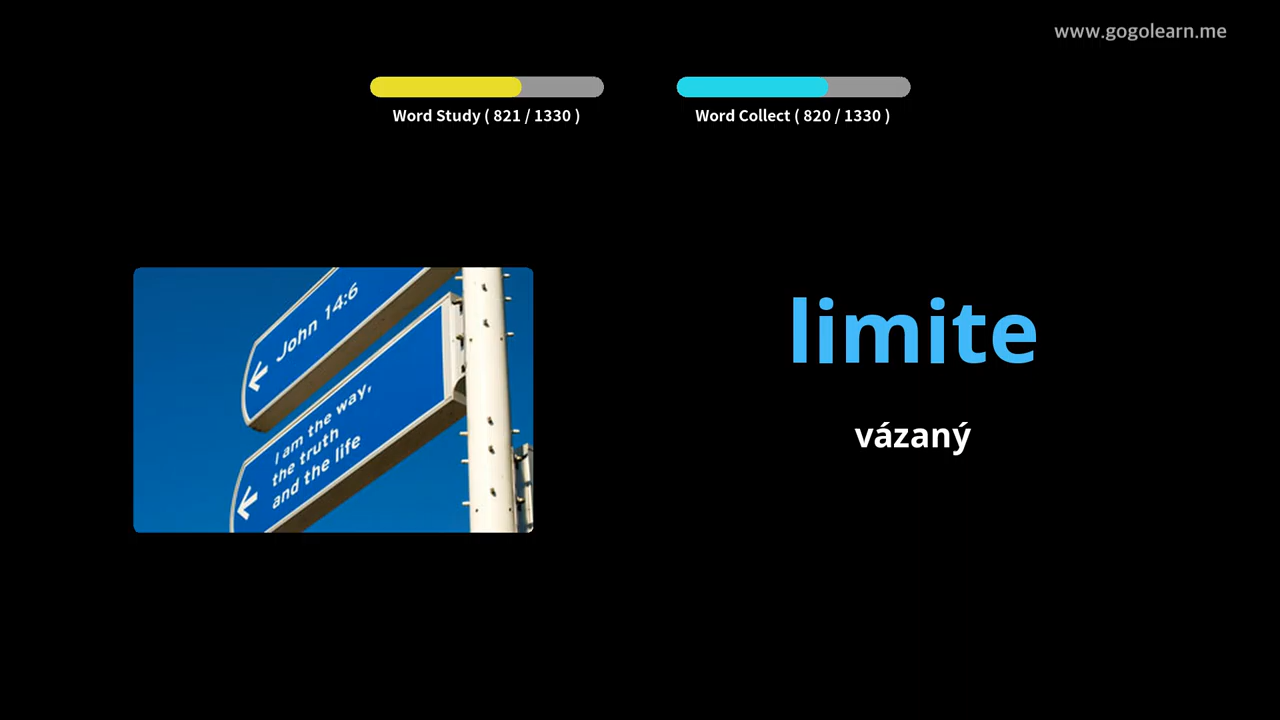 www.gogolearn.me
Word Study ( 821 / 1330 )
Word Collect ( 820 / 1330 )
John 14:6
I am the way,
the truth
and the life
limite
vázaný